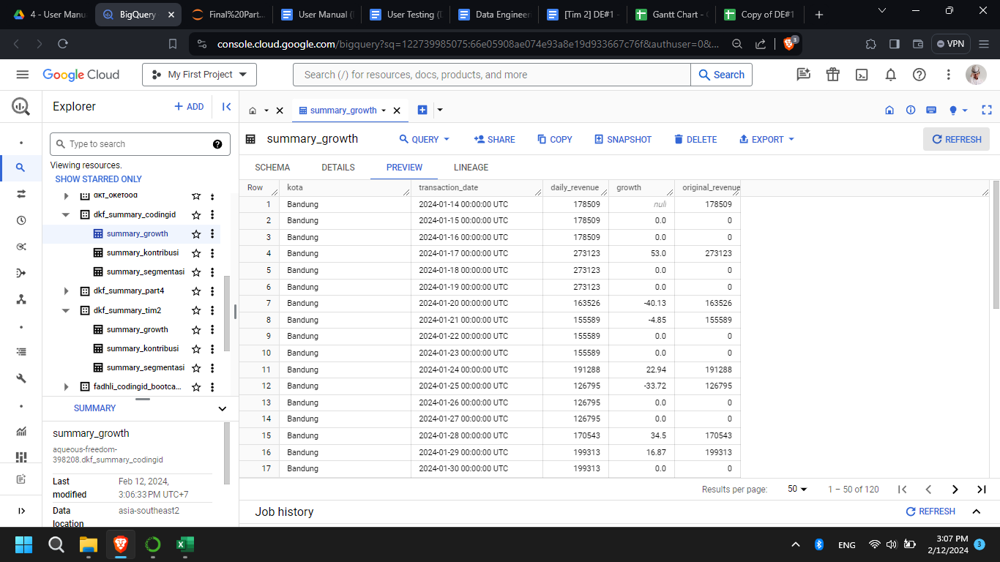 4 - User Manu
BigQuery
Final%20Part
User Manual (
User Testing (
Data Engineer
[Tim 2] DE#1 -
Gantt Chart -
Copy of DE#1
console.cloud.google.com/bigquery?sq=122739985075:66e05908ae074e93a8e19d933667c76f&authuser=0&...
3
VPN
Google Cloud
My First Project
Search (/) for resources, docs, products, and more
Search
Explorer
+ ADD
summary_growth
Type to search
Viewing resources.
SHOW STARRED ONLY
dkf_okefood
dkf_summary_codingid
summary_growth
summary_kontribusi
summary_segmentasi
dkf_summary_part4
dkf_summary_tim2
summary_growth
summary_kontribusi
summary_segmentasi
fadhli_codingid_bootca...
SUMMARY
summary_growth
aqueous-freedom-
398208.dkf_summary_codingid
Last modified Feb 12, 2024, 3:06:33 PM UTC+7
Data location asia-southeast2
summary_growth
QUERY SHARE COPY SNAPSHOT DELETE EXPORT REFRESH
SCHEMA DETAILS PREVIEW LINEAGE
Row kota transaction_date daily_revenue growth original_revenue
1 Bandung 2024-01-14 00:00:00 UTC 178509 null 178509
2 Bandung 2024-01-15 00:00:00 UTC 178509 0.0 0
3 Bandung 2024-01-16 00:00:00 UTC 178509 0.0 0
4 Bandung 2024-01-17 00:00:00 UTC 273123 53.0 273123
5 Bandung 2024-01-18 00:00:00 UTC 273123 0.0 0
6 Bandung 2024-01-19 00:00:00 UTC 273123 0.0 0
7 Bandung 2024-01-20 00:00:00 UTC 163526 -40.13 163526
8 Bandung 2024-01-21 00:00:00 UTC 155589 -4.85 155589
9 Bandung 2024-01-22 00:00:00 UTC 155589 0.0 0
10 Bandung 2024-01-23 00:00:00 UTC 155589 0.0 0
11 Bandung 2024-01-24 00:00:00 UTC 191288 22.94 191288
12 Bandung 2024-01-25 00:00:00 UTC 126795 -33.72 126795
13 Bandung 2024-01-26 00:00:00 UTC 126795 0.0 0
14 Bandung 2024-01-27 00:00:00 UTC 126795 0.0 0
15 Bandung 2024-01-28 00:00:00 UTC 170543 34.5 170543
16 Bandung 2024-01-29 00:00:00 UTC 199313 16.87 199313
17 Bandung 2024-01-30 00:00:00 UTC 199313 0.0 0
Results per page: 50 1 – 50 of 120
Job history
REFRESH
ENG
3:07 PM
2/12/2024
3